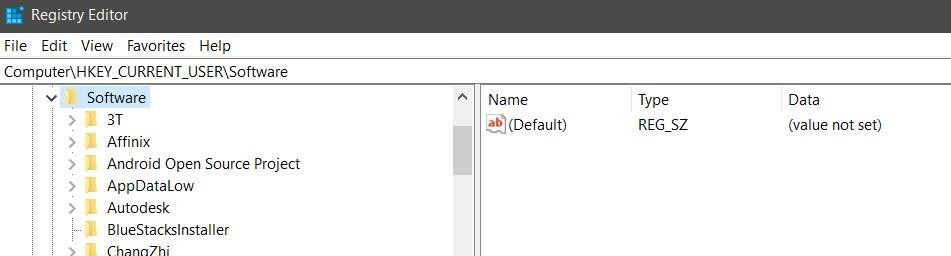 Registry Editor
File Edit View Favorites Help
Computer\HKEY_CURRENT_USER\Software
Software
3T
Affinix
Android Open Source Project
AppDataLow
Autodesk
BlueStacksInstaller
ChangZhi
Name Type Data
ab (Default) REG_SZ (value not set)